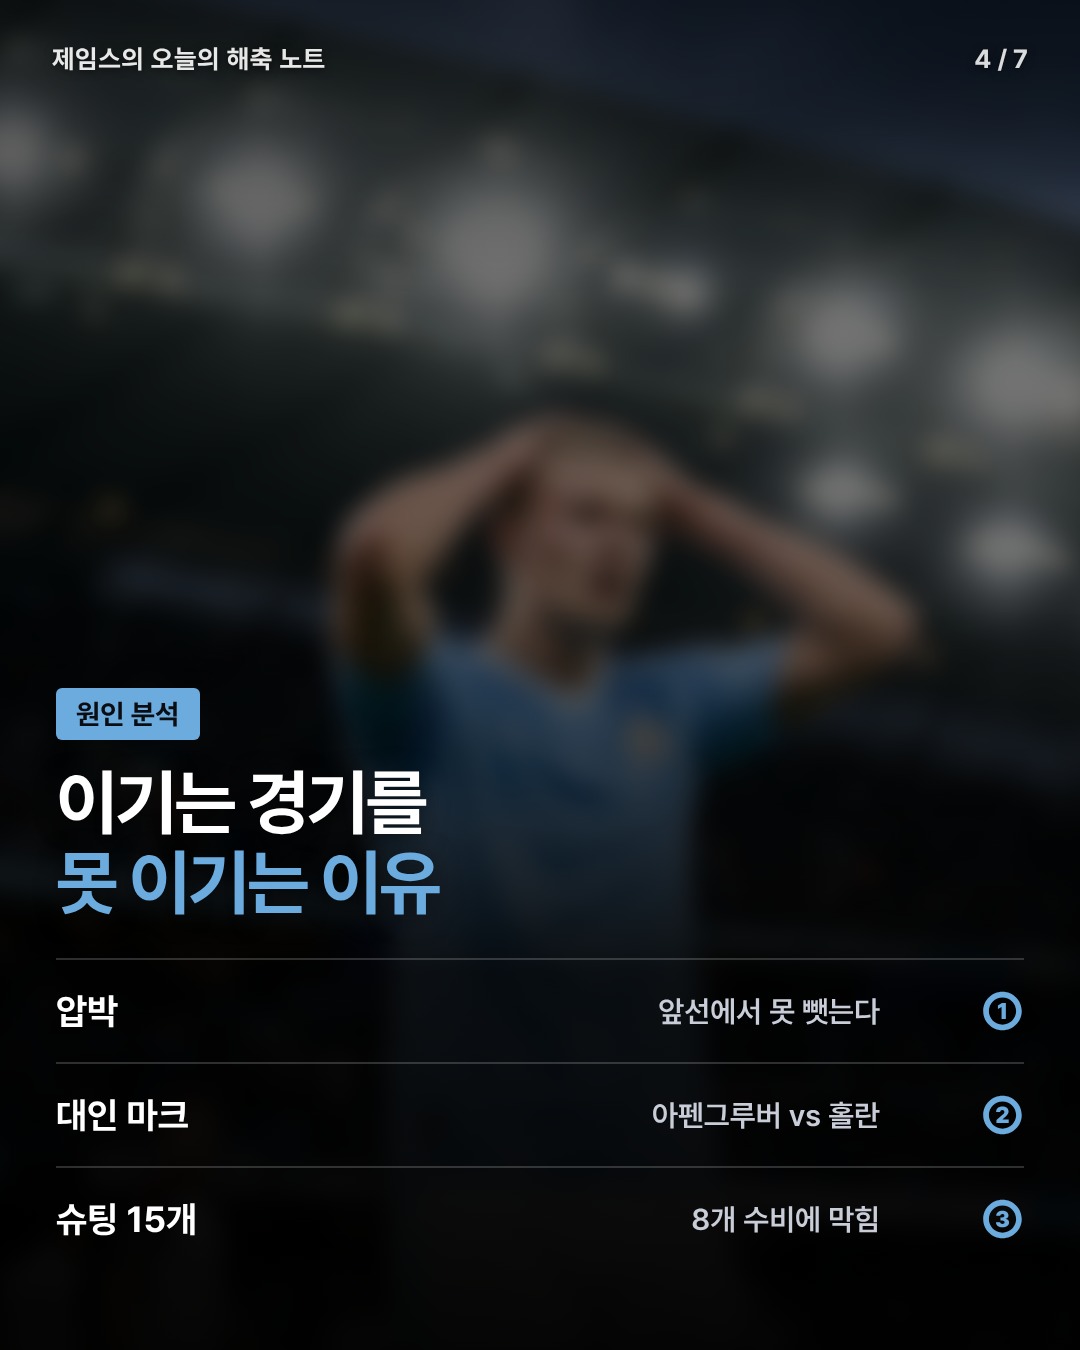 제임스의 오늘의 해축 노트
4 / 7
원인 분석
이기는 경기를
못 이기는 이유
압박
앞선에서 못 뺏는다
1
대인 마크
아펜그루버 vs 홀란
2
슈팅 15개
8개 수비에 막힘
3